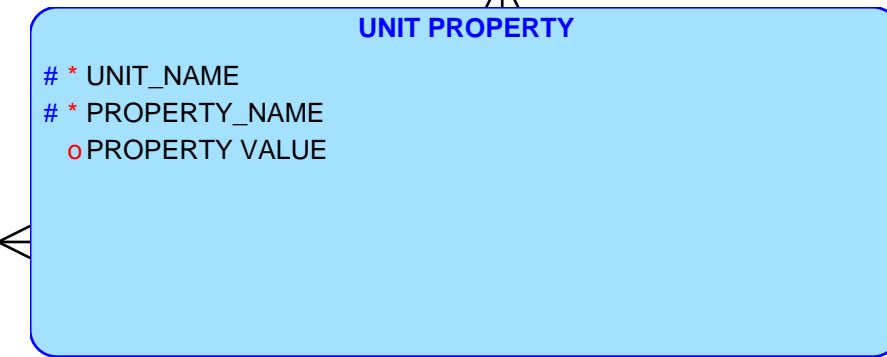 UNIT PROPERTY
# * UNIT_NAME
# * PROPERTY_NAME
o PROPERTY VALUE